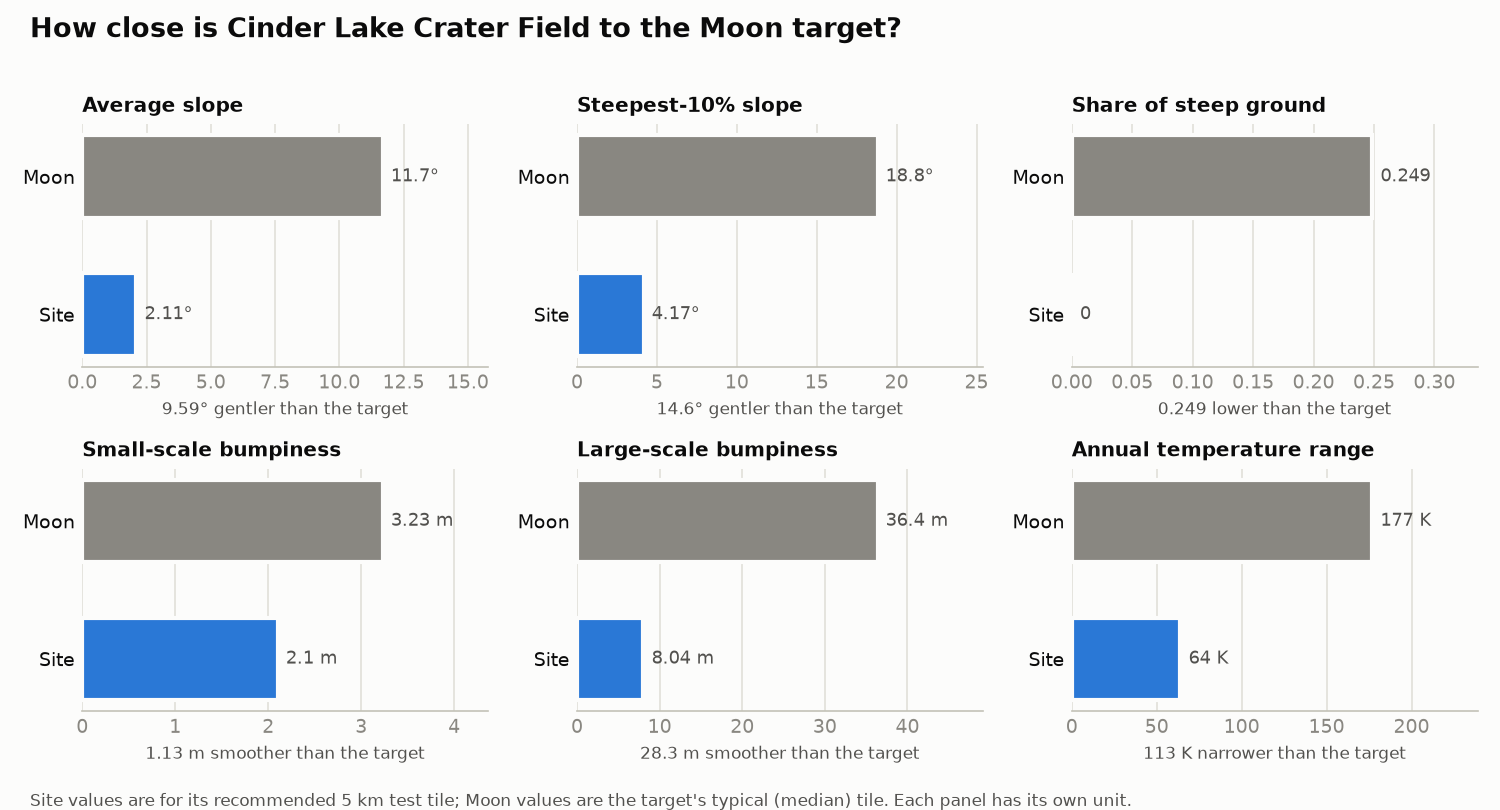 How close is Cinder Lake Crater Field to the Moon target?
Average slope
Moon 11.7°
Site 2.11°
0.0 2.5 5.0 7.5 10.0 12.5 15.0
9.59° gentler than the target
Steepest-10% slope
Moon 18.8°
Site 4.17°
0 5 10 15 20 25
14.6° gentler than the target
Share of steep ground
Moon 0.249
Site 0
0.00 0.05 0.10 0.15 0.20 0.25 0.30
0.249 lower than the target
Small-scale bumpiness
Moon 3.23 m
Site 2.1 m
0 1 2 3 4
1.13 m smoother than the target
Large-scale bumpiness
Moon 36.4 m
Site 8.04 m
0 10 20 30 40
28.3 m smoother than the target
Annual temperature range
Moon 177 K
Site 64 K
0 50 100 150 200
113 K narrower than the target
Site values are for its recommended 5 km test tile; Moon values are the target's typical (median) tile. Each panel has its own unit.